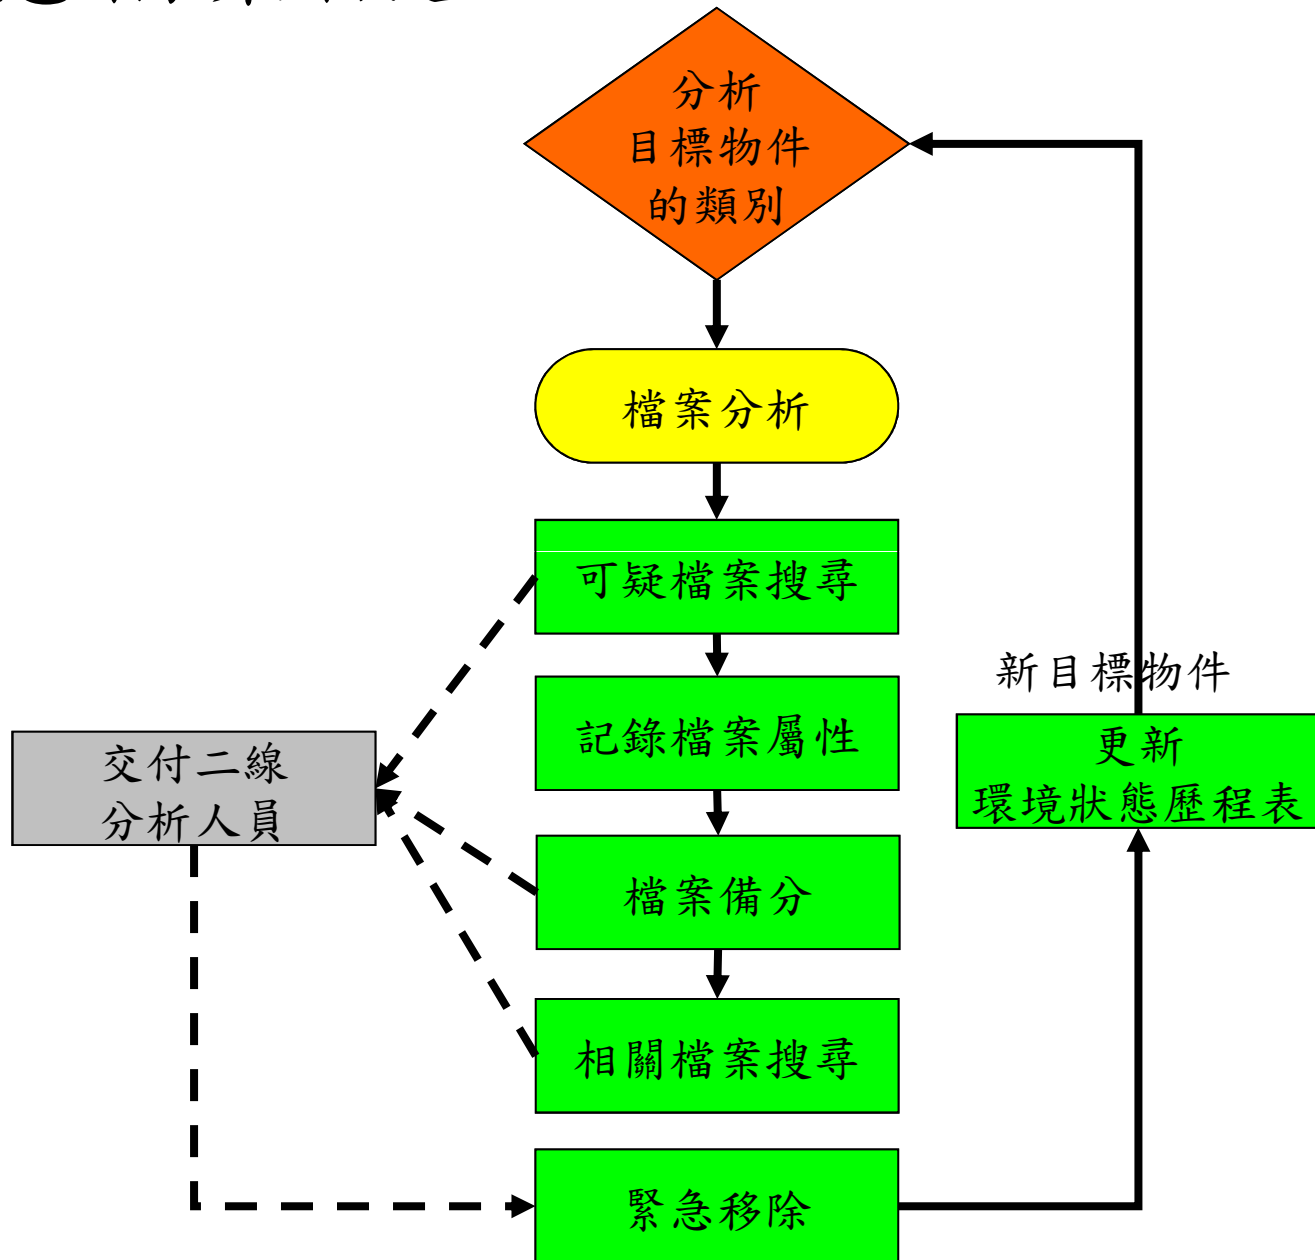 分析
目標物件
的類別
檔案分析
可疑檔案搜尋
記錄檔案屬性
檔案備分
相關檔案搜尋
緊急移除
交付二線
分析人員
新目標物件
更新
環境狀態歷程表